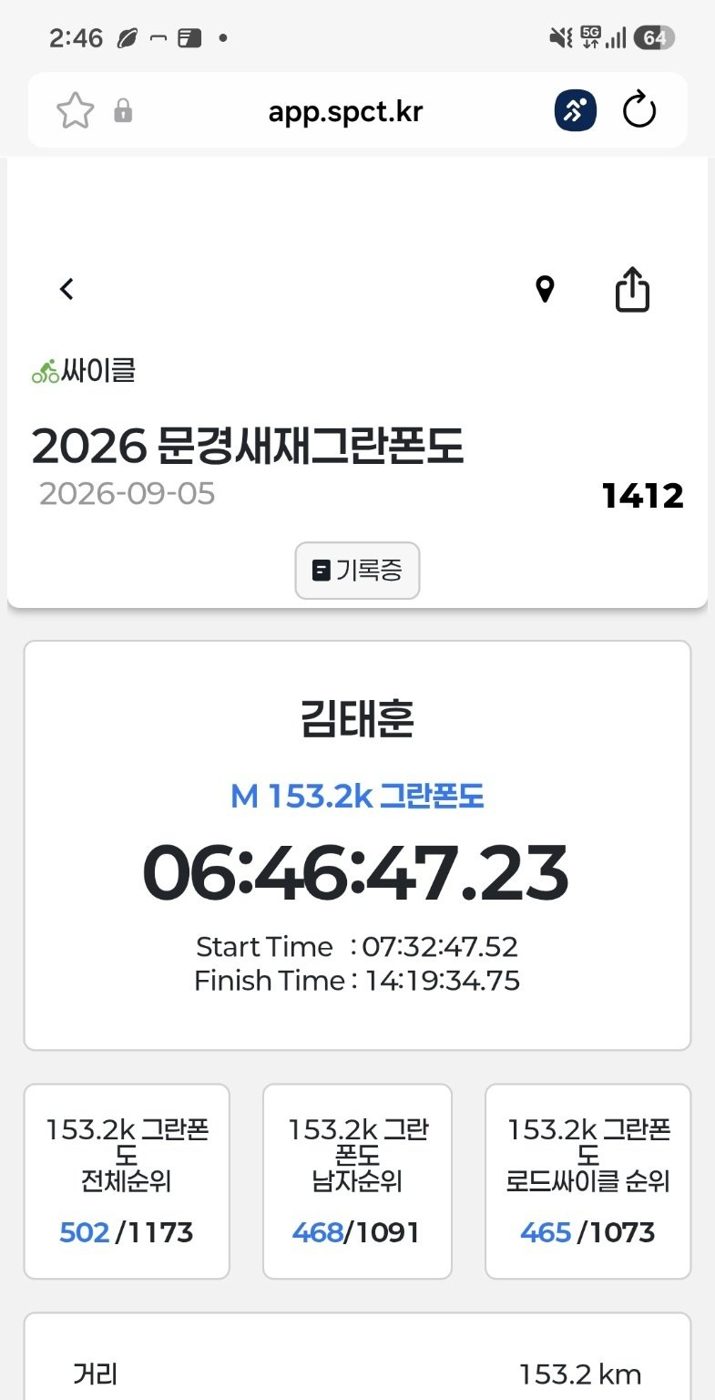 2:46
5G
64
app.spct.kr
싸이클
2026 문경새재그란폰도
2026-09-05
1412
기록증
김태훈
M 153.2k 그란폰도
06:46:47.23
Start Time : 07:32:47.52
Finish Time : 14:19:34.75
153.2k 그란폰
도
전체순위
502 /1173
153.2k 그란
폰도
남자순위
468/1091
153.2k 그란폰
도
로드싸이클 순위
465 /1073
거리 153.2 km